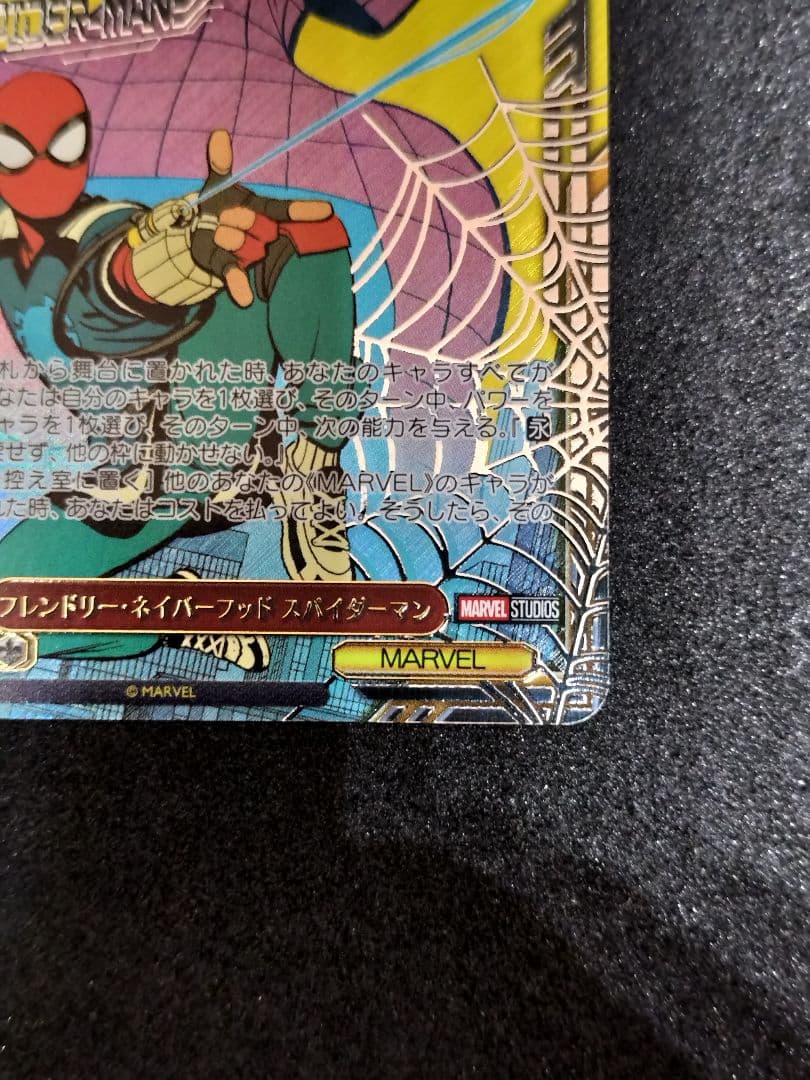 SPIDER-MAN
札から舞台に置かれた時、あなたのキャラすべてが
なたは自分のキャラを1枚選び、そのターン中、パワーを
ャラを1枚選び、そのターン中、次の能力を与える。『 永
せず、他の枠に動かせない。』
控え室に置く］ 他のあなたの《MARVEL》のキャラが
れた時、あなたはコストを払ってよい。そうしたら、その
フレンドリー・ネイバーフッド スパイダーマン
MARVEL STUDIOS
MARVEL
© MARVEL